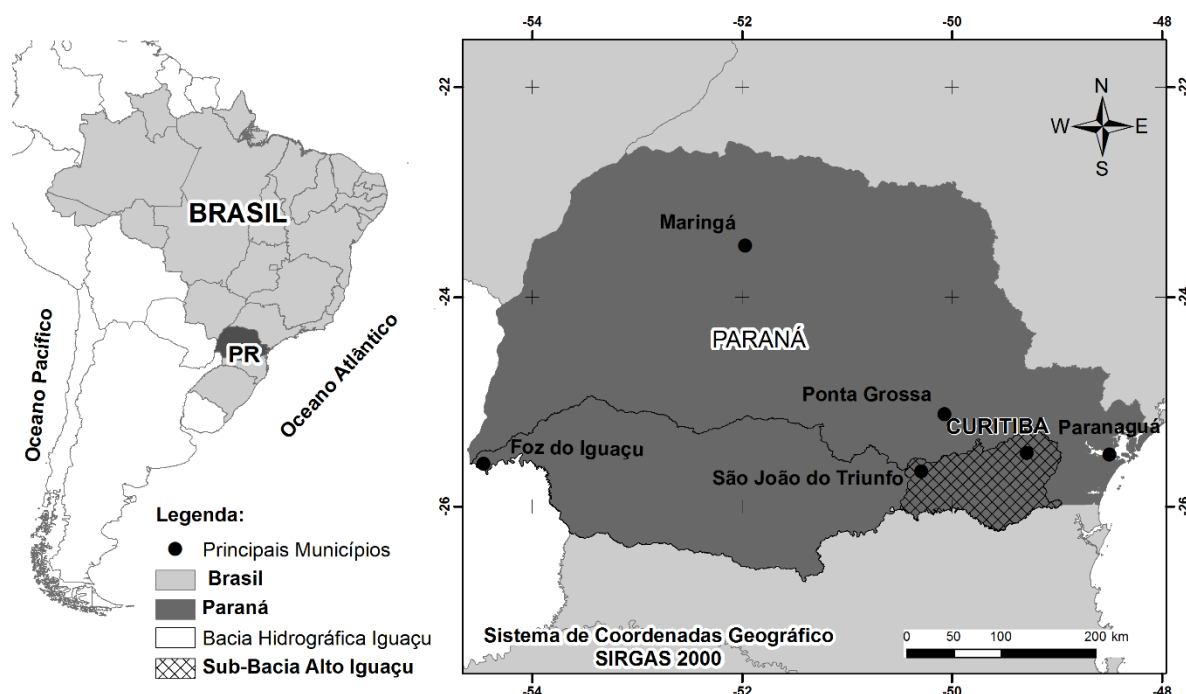 BRASIL
PR
Oceano Pacífico
Oceano Atlântico
Legenda:
Principais Municípios
Brasil
Paraná
Bacia Hidrográfica Iguaçu
Sub-Bacia Alto Iguaçu
-54
-52
-50
-48
-22
-24
-26
N
W
E
S
Maringá
PARANÁ
Ponta Grossa
CURITIBA
Paranaguá
Foz do Iguaçu
São João do Triunfo
Sistema de Coordenadas Geográfico
SIRGAS 2000
0 50 100 200 km
-22
-24
-26
-54
-52
-50
-48